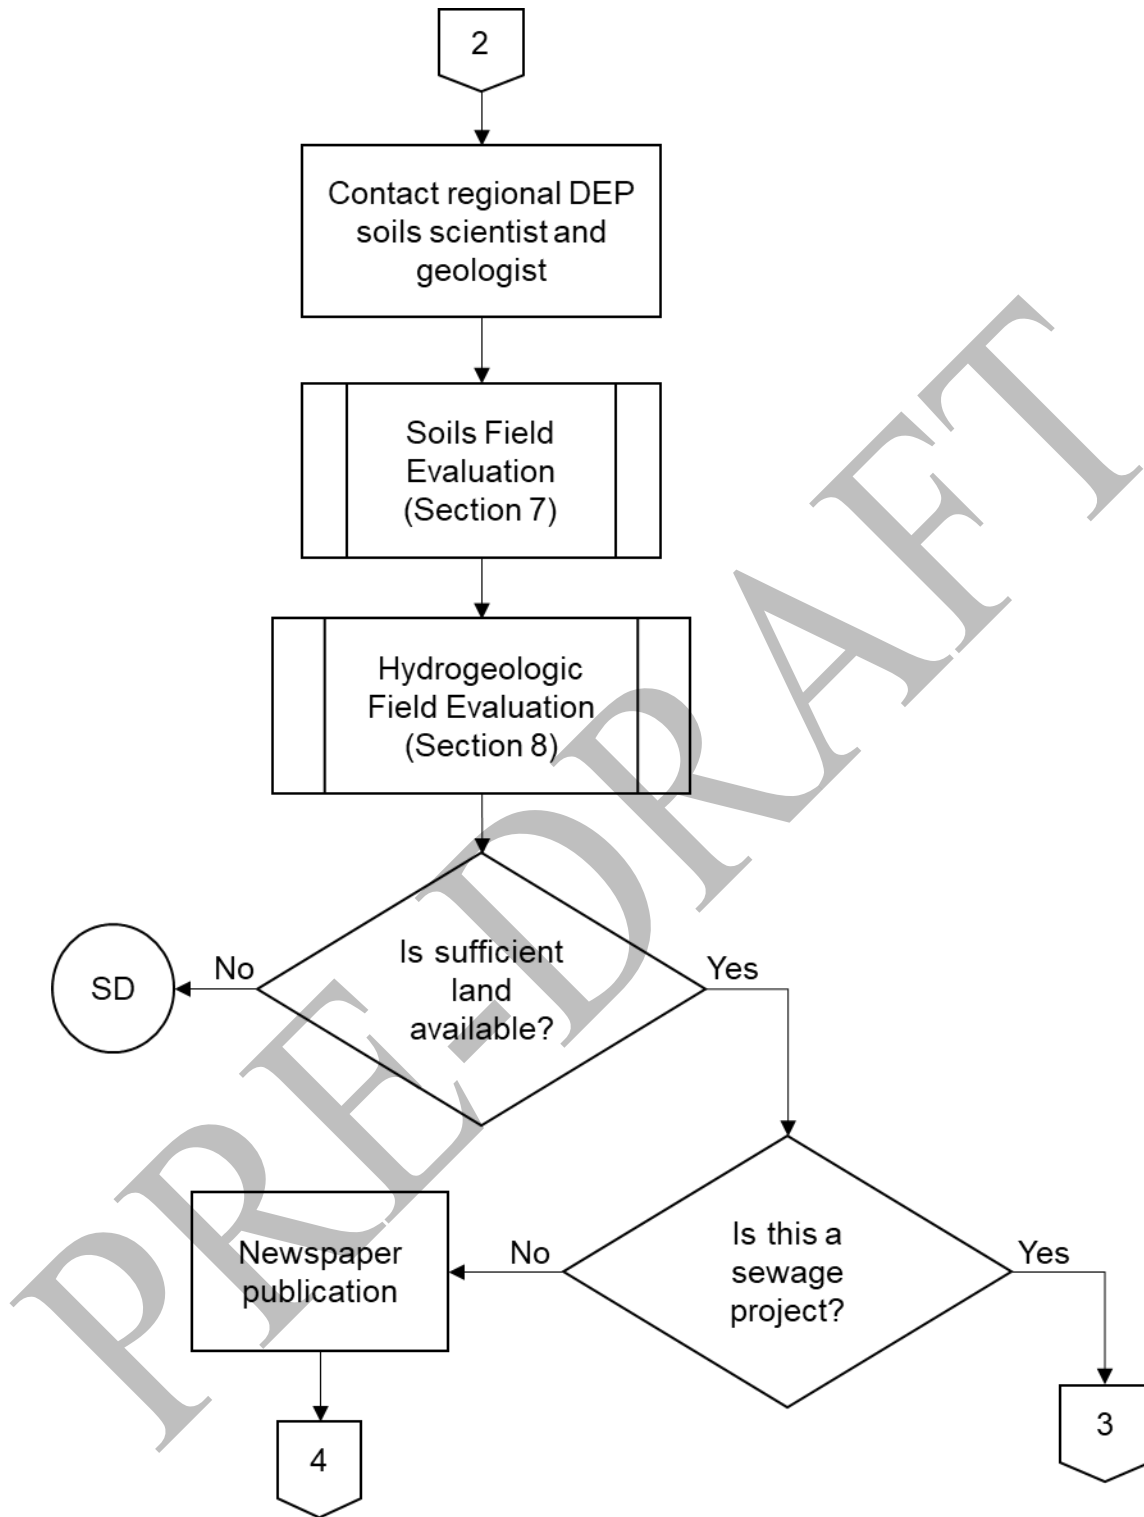 2
Contact regional DEP
soils scientist and
geologist
Soils Field
Evaluation
(Section 7)
Hydrogeologic
Field Evaluation
(Section 8)
Is sufficient
land
available?
No
Yes
SD
Is this a
sewage
project?
No
Yes
Newspaper
publication
3
4
PRE-DRAFT